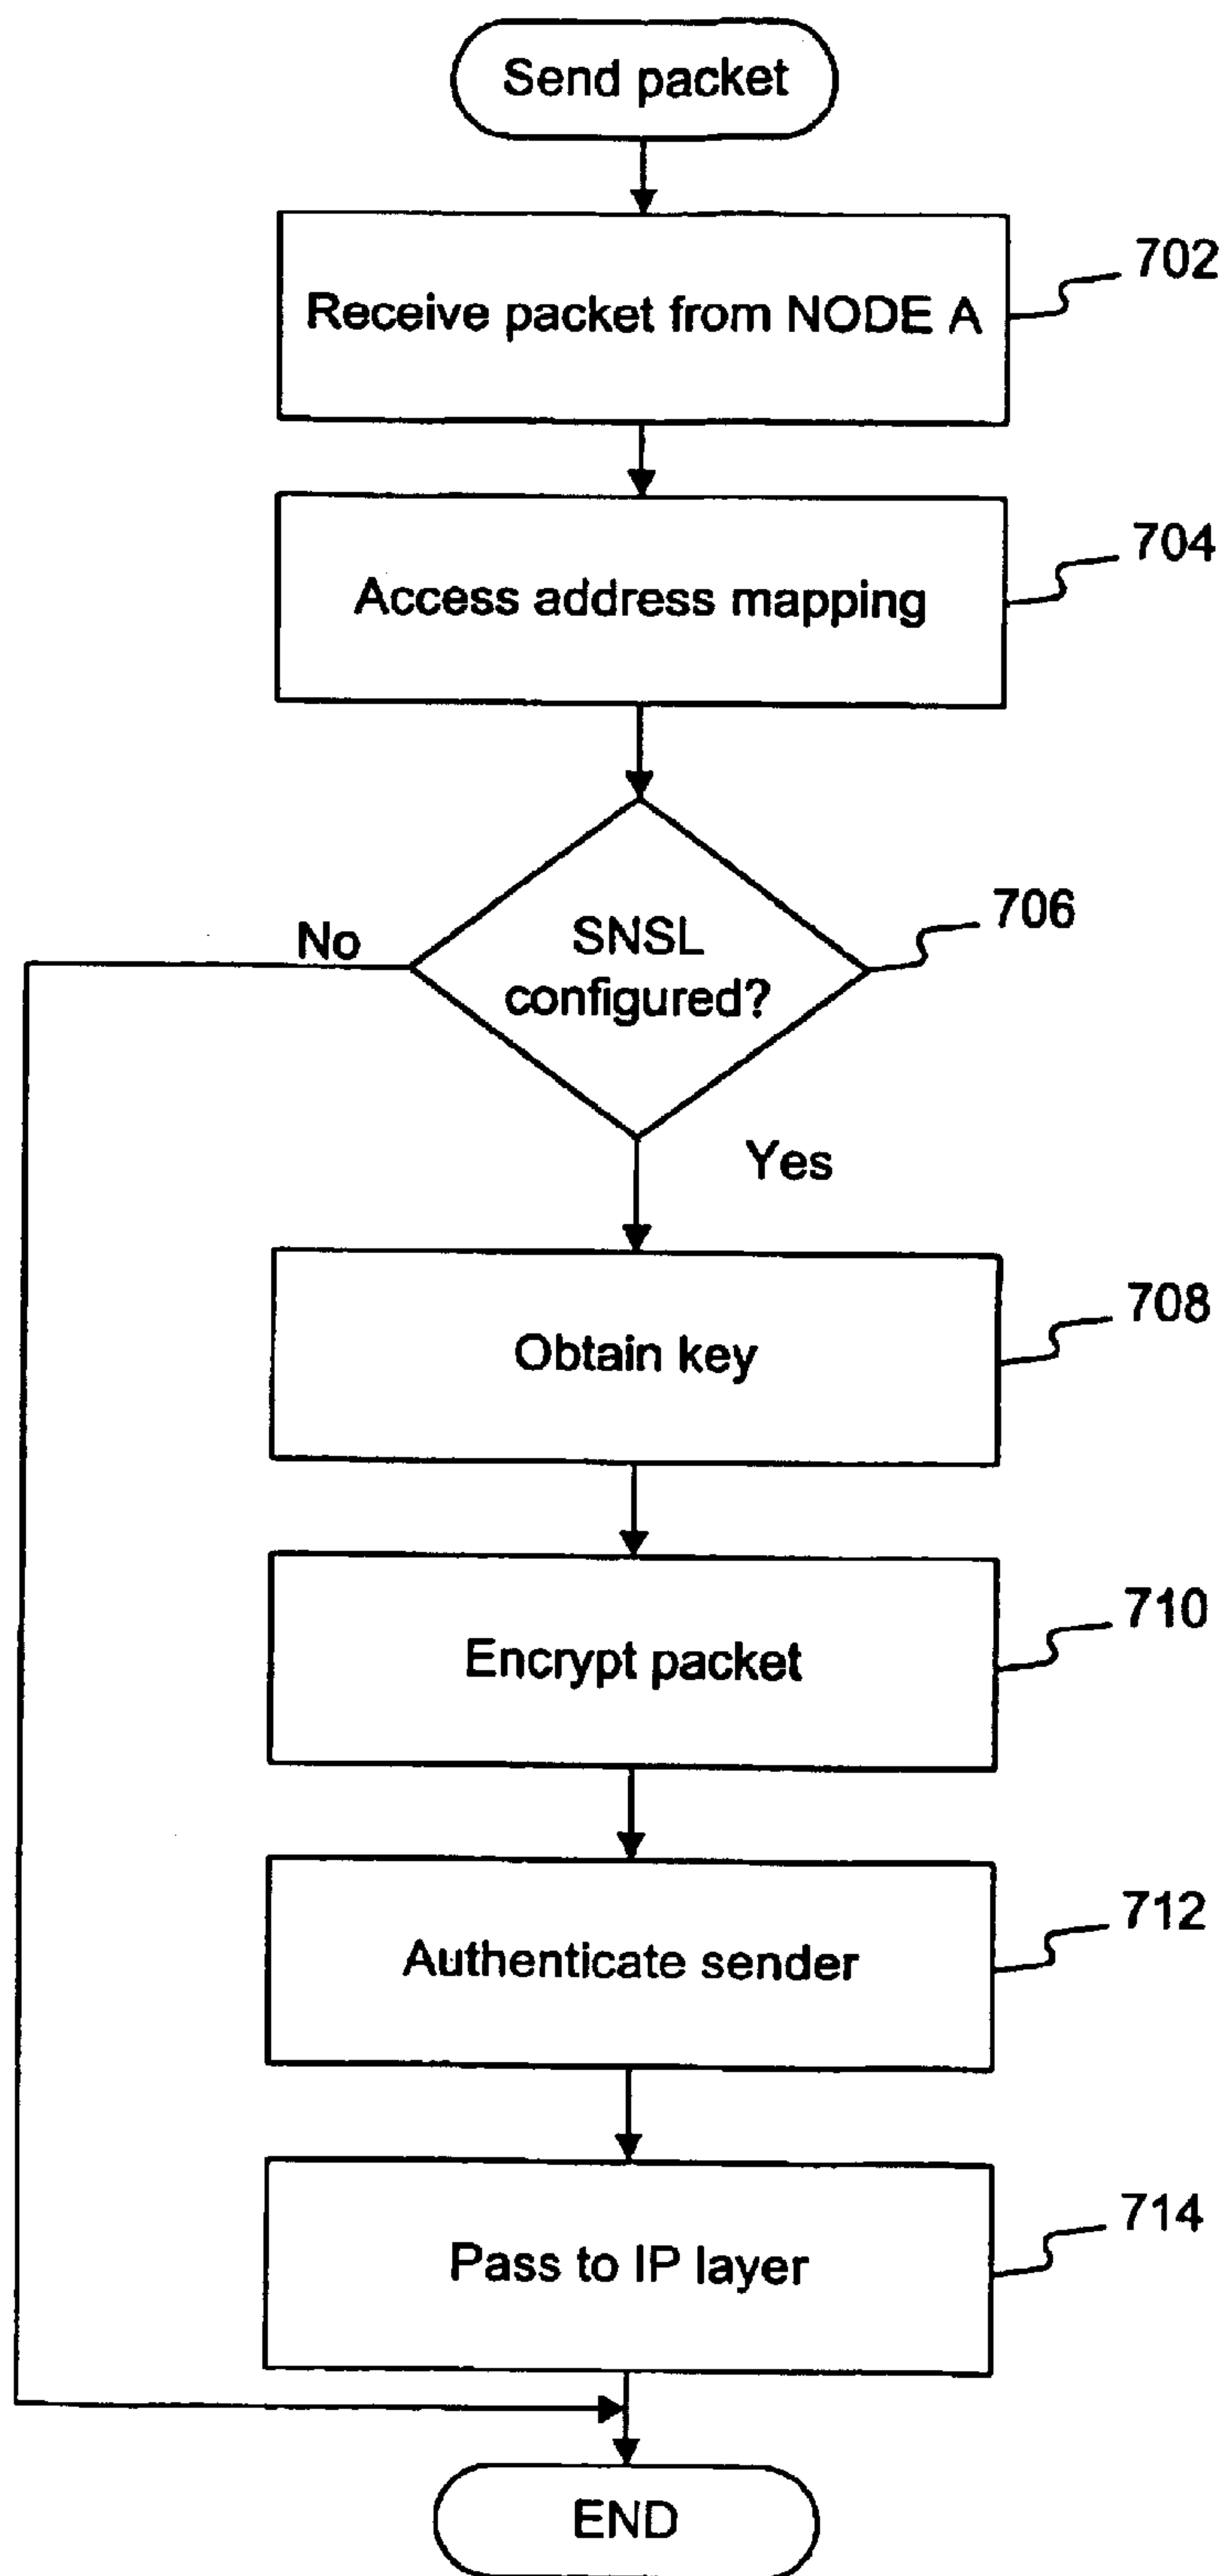 Send packet
Receive packet from NODE A
702
Access address mapping
704
SNSL
configured?
706
No
Yes
Obtain key
708
Encrypt packet
710
Authenticate sender
712
Pass to IP layer
714
END